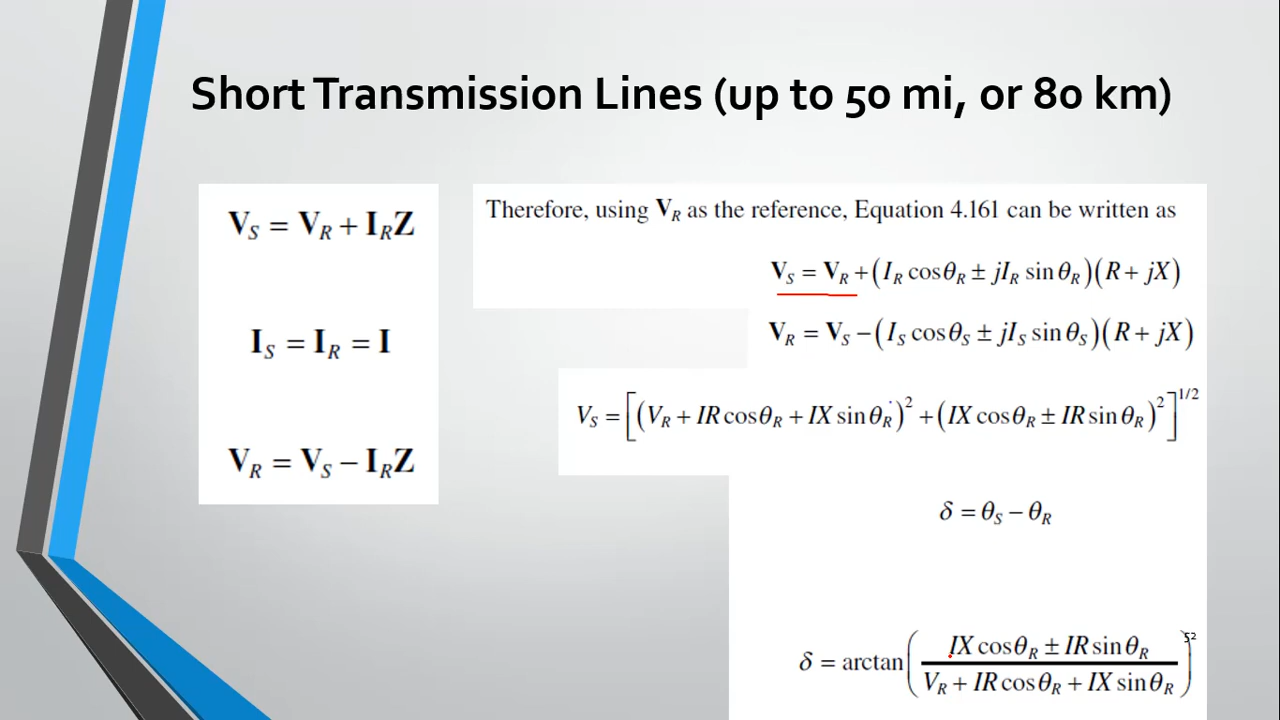 Short Transmission Lines (up to 50 mi, or 80 km)
V_S = V_R + I_R Z
I_S = I_R = I
V_R = V_S − I_R Z
Therefore, using V_R as the reference, Equation 4.161 can be written as
V_S = V_R + (I_R cosθ_R ± jI_R sinθ_R)(R + jX)
V_R = V_S − (I_S cosθ_S ± jI_S sinθ_S)(R + jX)
V_S = [(V_R + IR cosθ_R + IX sinθ_R)^2 + (IX cosθ_R ± IR sinθ_R)^2]^{1/2}
δ = θ_S − θ_R
δ = arctan((IX cosθ_R ± IR sinθ_R)/(V_R + IR cosθ_R + IX sinθ_R))
52